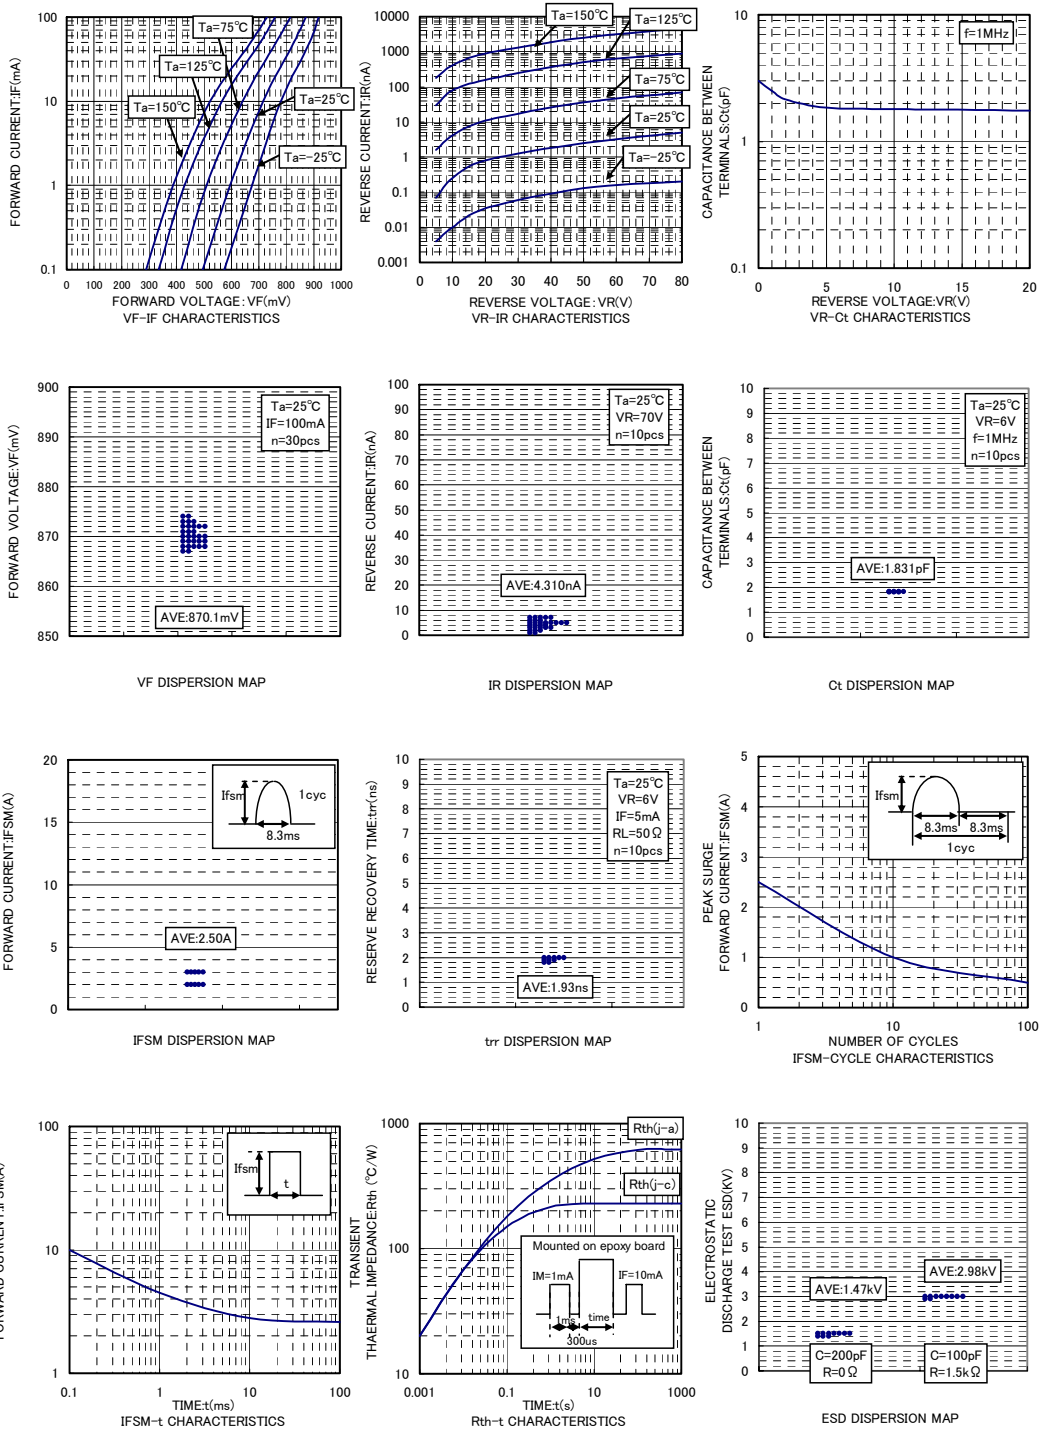 FORWARD CURRENT:IF(mA)
100
10
1
0.1
Ta=75℃
Ta=125℃
Ta=150℃
Ta=25℃
Ta=-25℃
0 100 200 300 400 500 600 700 800 900 1000
FORWARD VOLTAGE:VF(mV)
VF-IF CHARACTERISTICS
REVERSE CURRENT:IR(nA)
10000
1000
100
10
1
0.1
0.01
0.001
Ta=150℃
Ta=125℃
Ta=75℃
Ta=25℃
Ta=-25℃
0 10 20 30 40 50 60 70 80
REVERSE VOLTAGE:VR(V)
VR-IR CHARACTERISTICS
CAPACITANCE BETWEEN
TERMINALS:Ct(pF)
10
1
0.1
f=1MHz
0 5 10 15 20
REVERSE VOLTAGE:VR(V)
VR-Ct CHARACTERISTICS
FORWARD VOLTAGE:VF(mV)
900
890
880
870
860
850
Ta=25℃
IF=100mA
n=30pcs
AVE:870.1mV
VF DISPERSION MAP
REVERSE CURRENT:IR(nA)
100
90
80
70
60
50
40
30
20
10
0
Ta=25℃
VR=70V
n=10pcs
AVE:4.310nA
IR DISPERSION MAP
CAPACITANCE BETWEEN
TERMINALS:Ct(pF)
10
9
8
7
6
5
4
3
2
1
0
Ta=25℃
VR=6V
f=1MHz
n=10pcs
AVE:1.831pF
Ct DISPERSION MAP
FORWARD CURRENT:IFSM(A)
20
15
10
5
0
Ifsm
1cyc
8.3ms
AVE:2.50A
IFSM DISPERSION MAP
RESERVE RECOVERY TIME:trr(ns)
10
9
8
7
6
5
4
3
2
1
0
Ta=25℃
VR=6V
IF=5mA
RL=50Ω
n=10pcs
AVE:1.93ns
trr DISPERSION MAP
PEAK SURGE
FORWARD CURRENT:IFSM(A)
5
4
3
2
1
0
Ifsm
8.3ms 8.3ms
1cyc
1 10 100
NUMBER OF CYCLES
IFSM-CYCLE CHARACTERISTICS
100
10
1
Ifsm
t
0.1 1 10 100
TIME:t(ms)
IFSM-t CHARACTERISTICS
TRANSIENT
THAERMAL IMPEDANCE:Rth (℃/W)
1000
100
10
Rth(j-a)
Rth(j-c)
Mounted on epoxy board
IM=1mA
IF=10mA
1ms
time
300us
0.001 0.1 10 1000
TIME:t(s)
Rth-t CHARACTERISTICS
ELECTROSTATIC
DISCHARGE TEST ESD(KV)
10
9
8
7
6
5
4
3
2
1
0
AVE:2.98kV
AVE:1.47kV
C=200pF
R=0Ω
C=100pF
R=1.5kΩ
ESD DISPERSION MAP